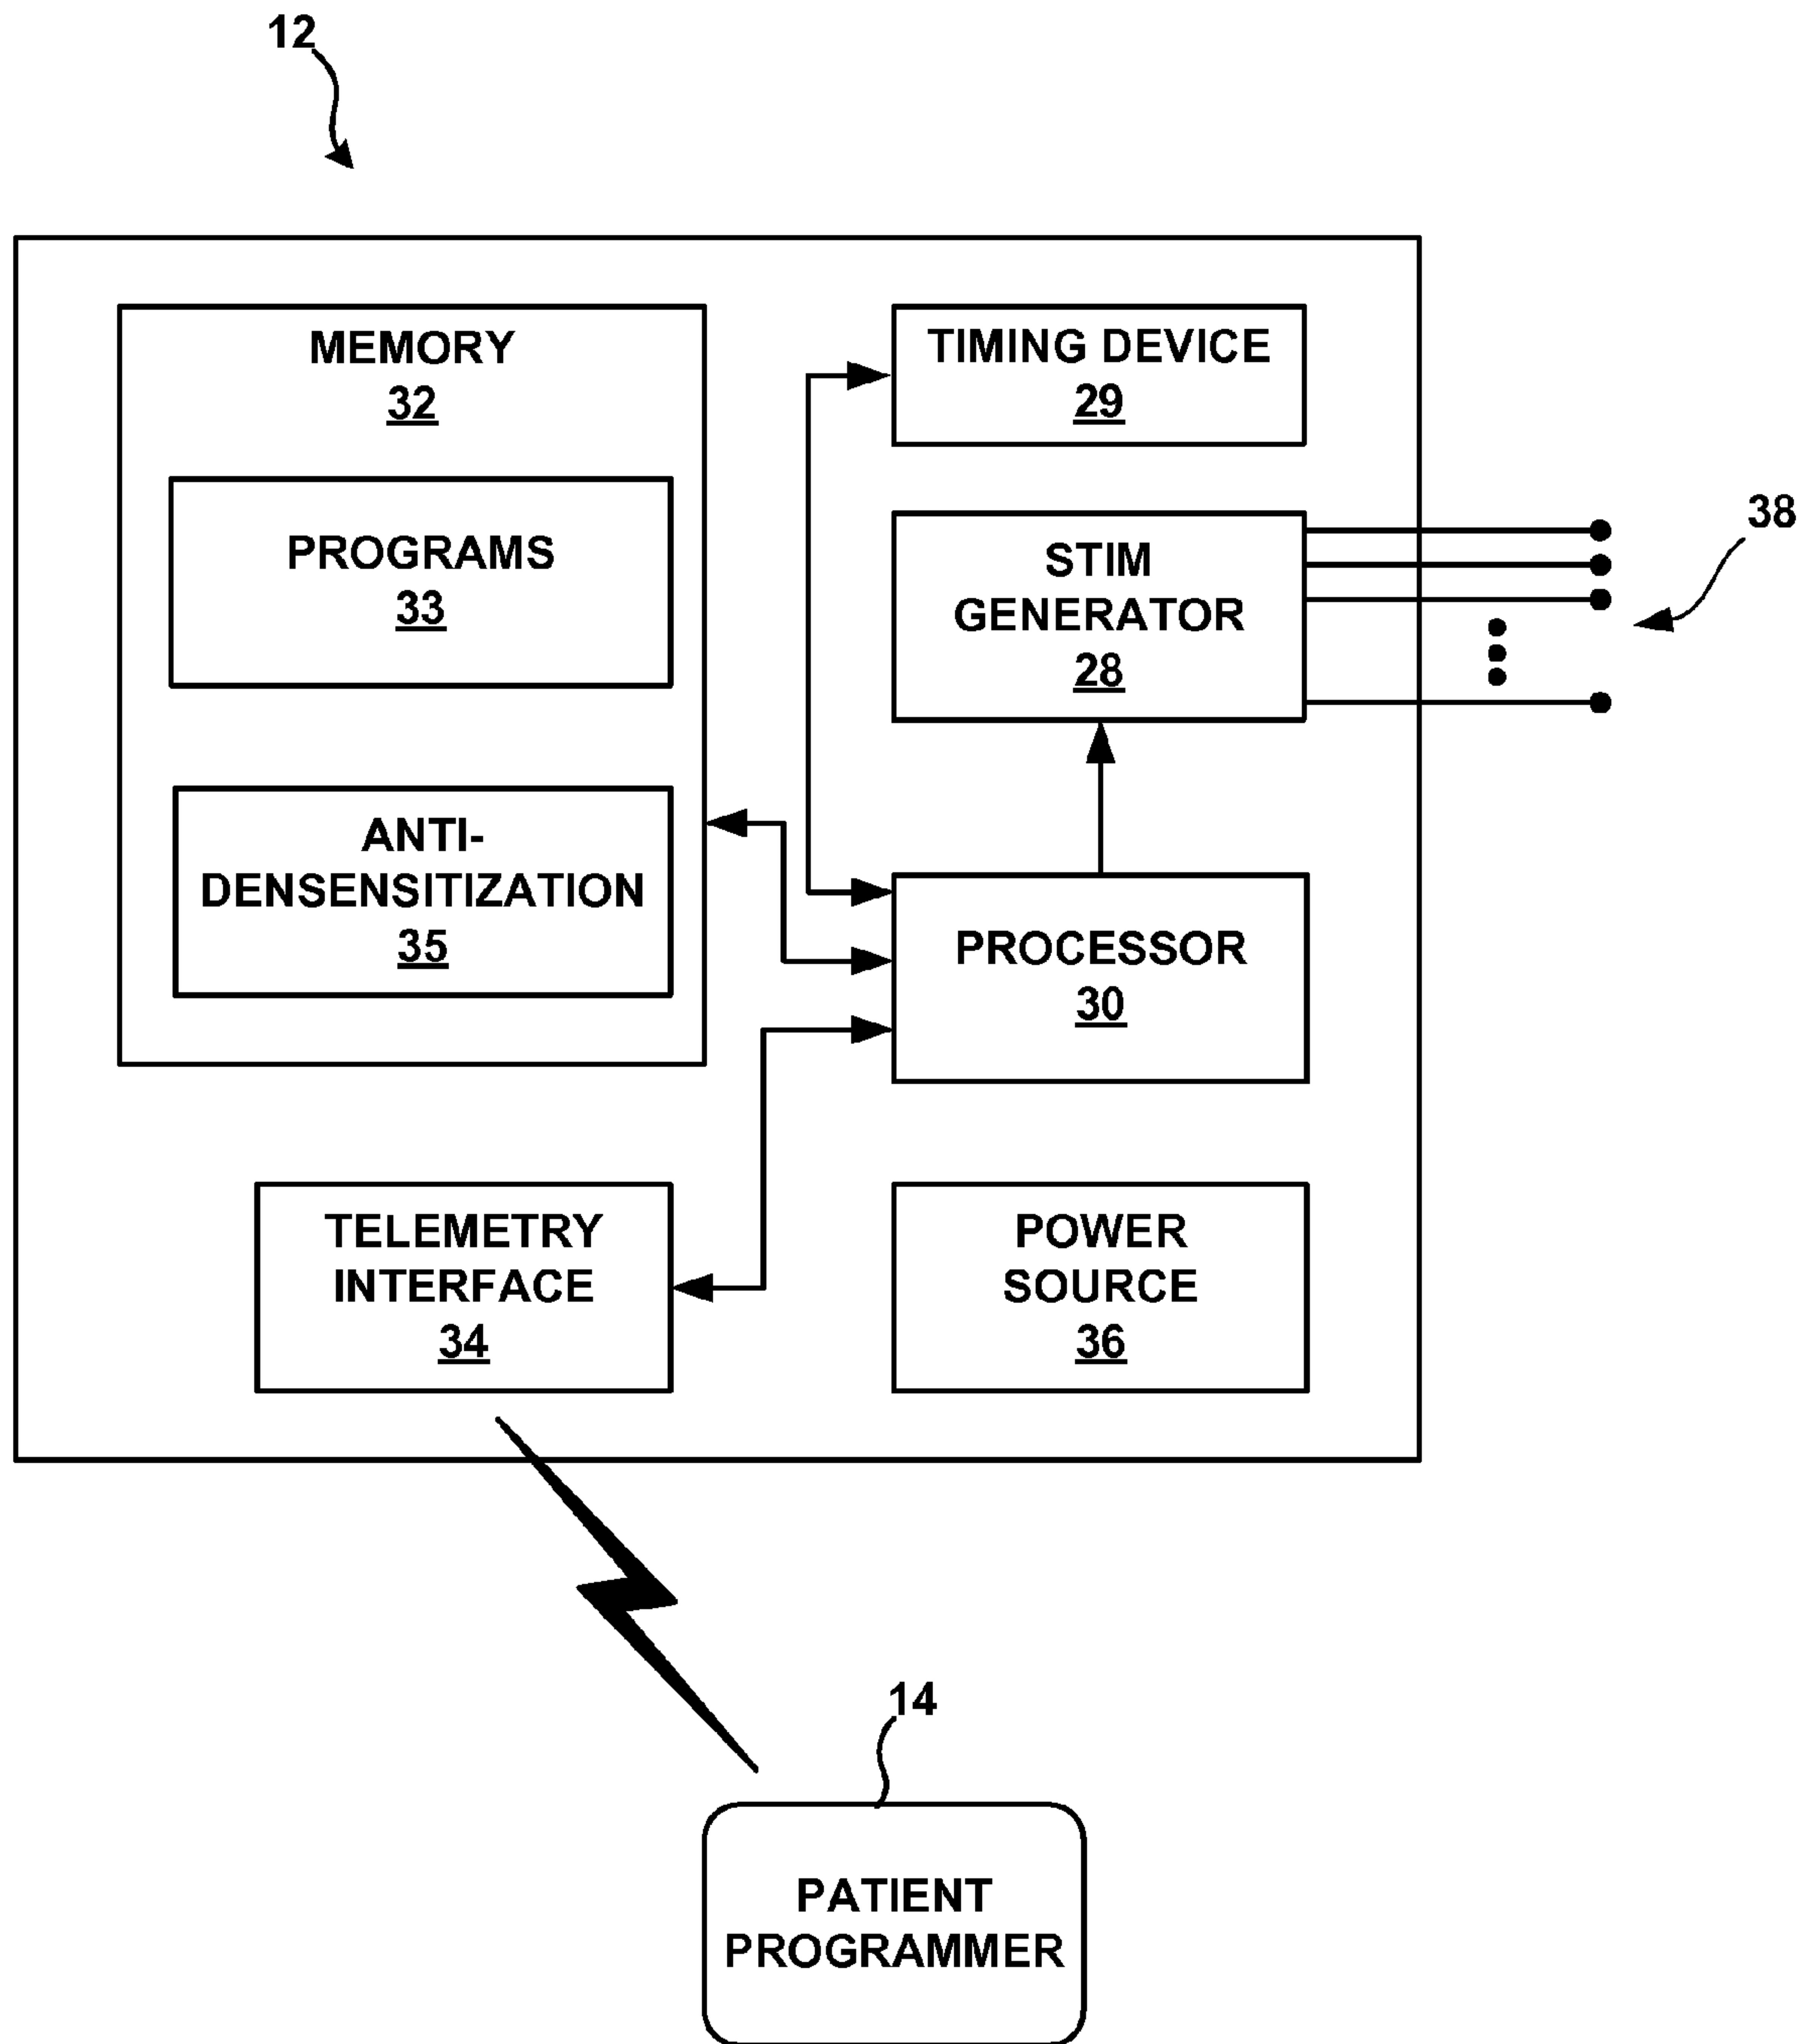 12
MEMORY
32
PROGRAMS
33
ANTI-
DENSENSITIZATION
35
TIMING DEVICE
29
STIM
GENERATOR
28
38
PROCESSOR
30
TELEMETRY
INTERFACE
34
POWER
SOURCE
36
14
PATIENT
PROGRAMMER